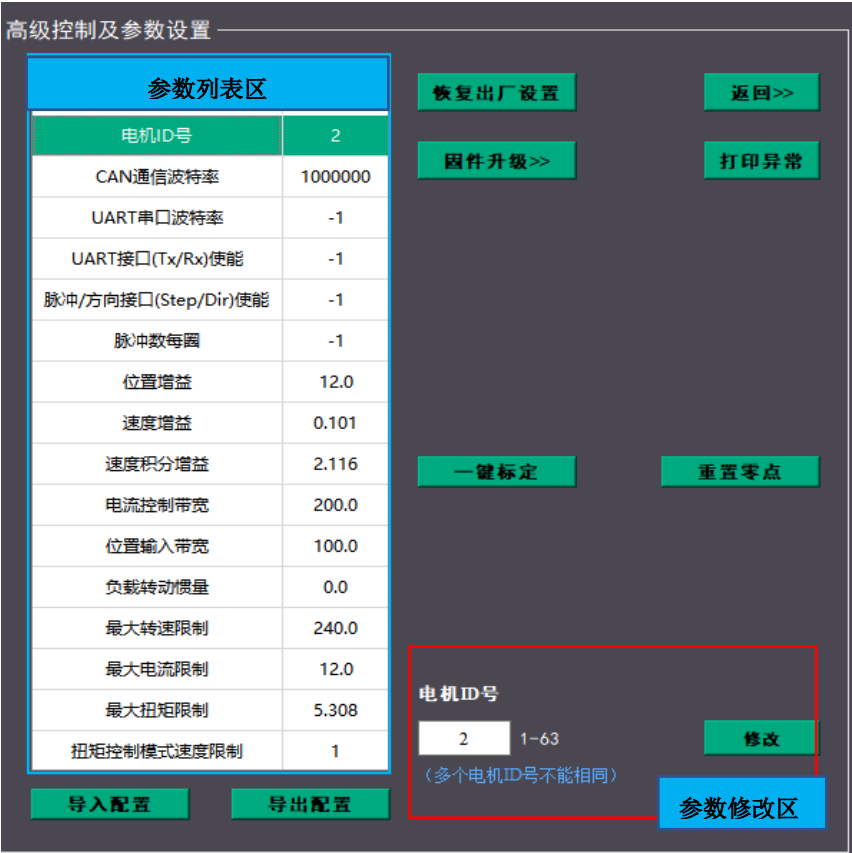 高级控制及参数设置
参数列表区
恢复出厂设置
返回>>
电机ID号 2
固件升级>>
打印异常
CAN通信波特率 1000000
UART串口波特率 -1
UART接口(Tx/Rx)使能 -1
脉冲/方向接口(Step/Dir)使能 -1
脉冲数每圈 -1
位置增益 12.0
速度增益 0.101
速度积分增益 2.116
一键标定
重置零点
电流控制带宽 200.0
位置输入带宽 100.0
负载转动惯量 0.0
最大转速限制 240.0
最大电流限制 12.0
最大扭矩限制 5.308
扭矩控制模式速度限制 1
电机ID号
2 1-63
修改
（多个电机ID号不能相同）
导入配置
导出配置
参数修改区